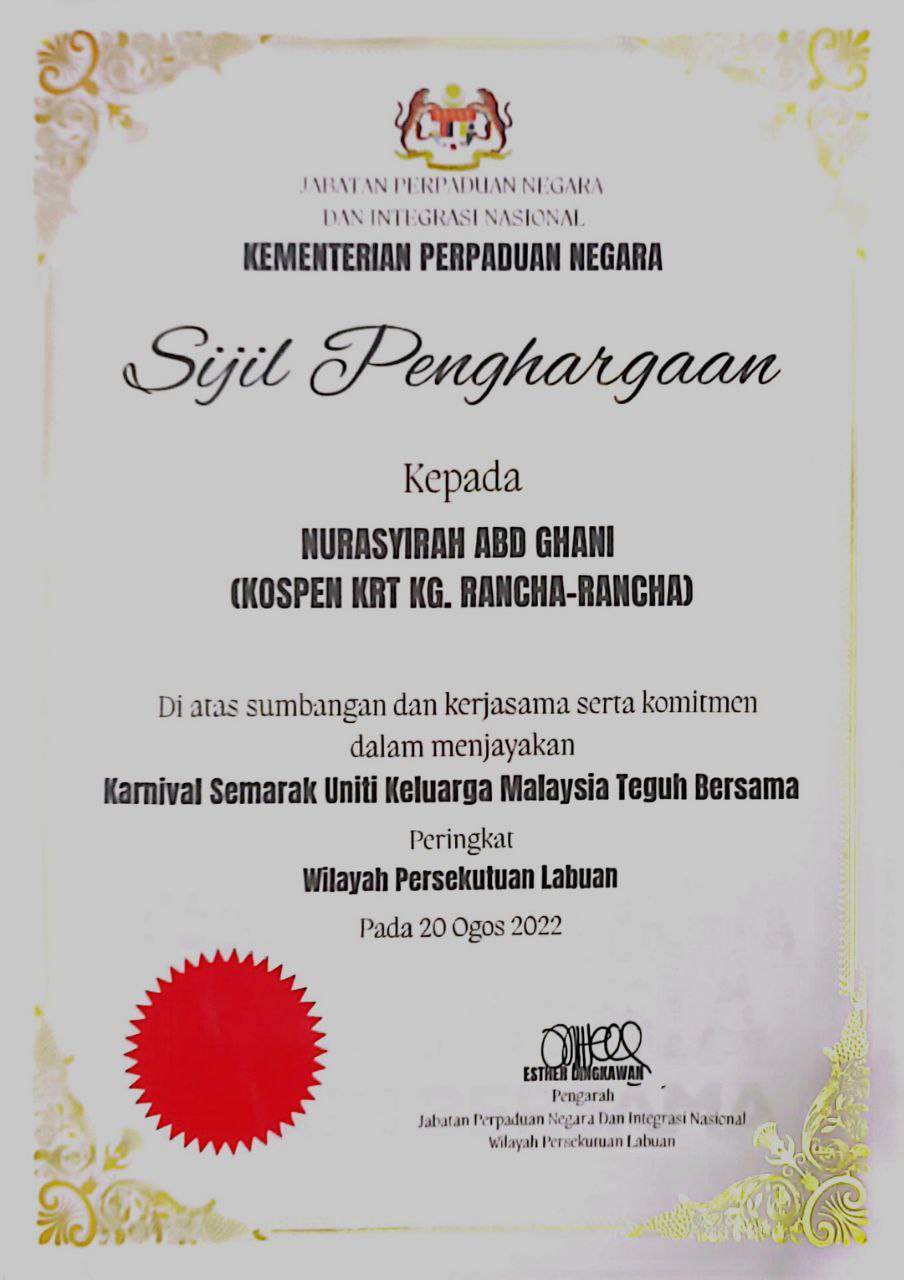 JABATAN PERPADUAN NEGARA
DAN INTEGRASI NASIONAL
KEMENTERIAN PERPADUAN NEGARA
Sijil Penghargaan
Kepada
NURASYIRAH ABD GHANI
(KOSPEN KRT KG. RANCHA-RANCHA)
Di atas sumbangan dan kerjasama serta komitmen
dalam menjayakan
Karnival Semarak Uniti Keluarga Malaysia Teguh Bersama
Peringkat
Wilayah Persekutuan Labuan
Pada 20 Ogos 2022
ESTHER DINGKAWAN
Pengarah
Jabatan Perpaduan Negara Dan Integrasi Nasional
Wilayah Persekutuan Labuan